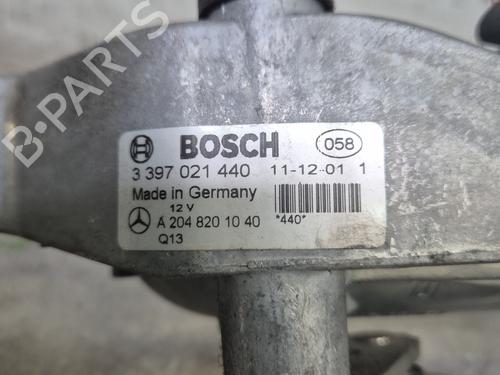 BOSCH 058
3 397 021 440 11-12-01 1
Made in Germany
12 V
A 204 820 10 40 *440*
Q13
B-PARTS